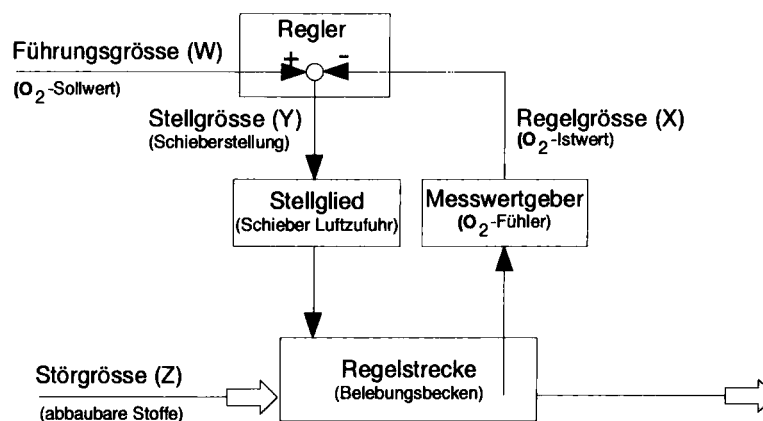 Regler
Führungsgrösse (W)
+ -
(O2-Sollwert)
Stellgrösse (Y)
(Schieberstellung)
Regelgrösse (X)
(O2-Istwert)
Stellglied
(Schieber Luftzufuhr)
Messwertgeber
(O2-Fühler)
Regelstrecke
(Belebungsbecken)
Störgrösse (Z)
(abbaubare Stoffe)